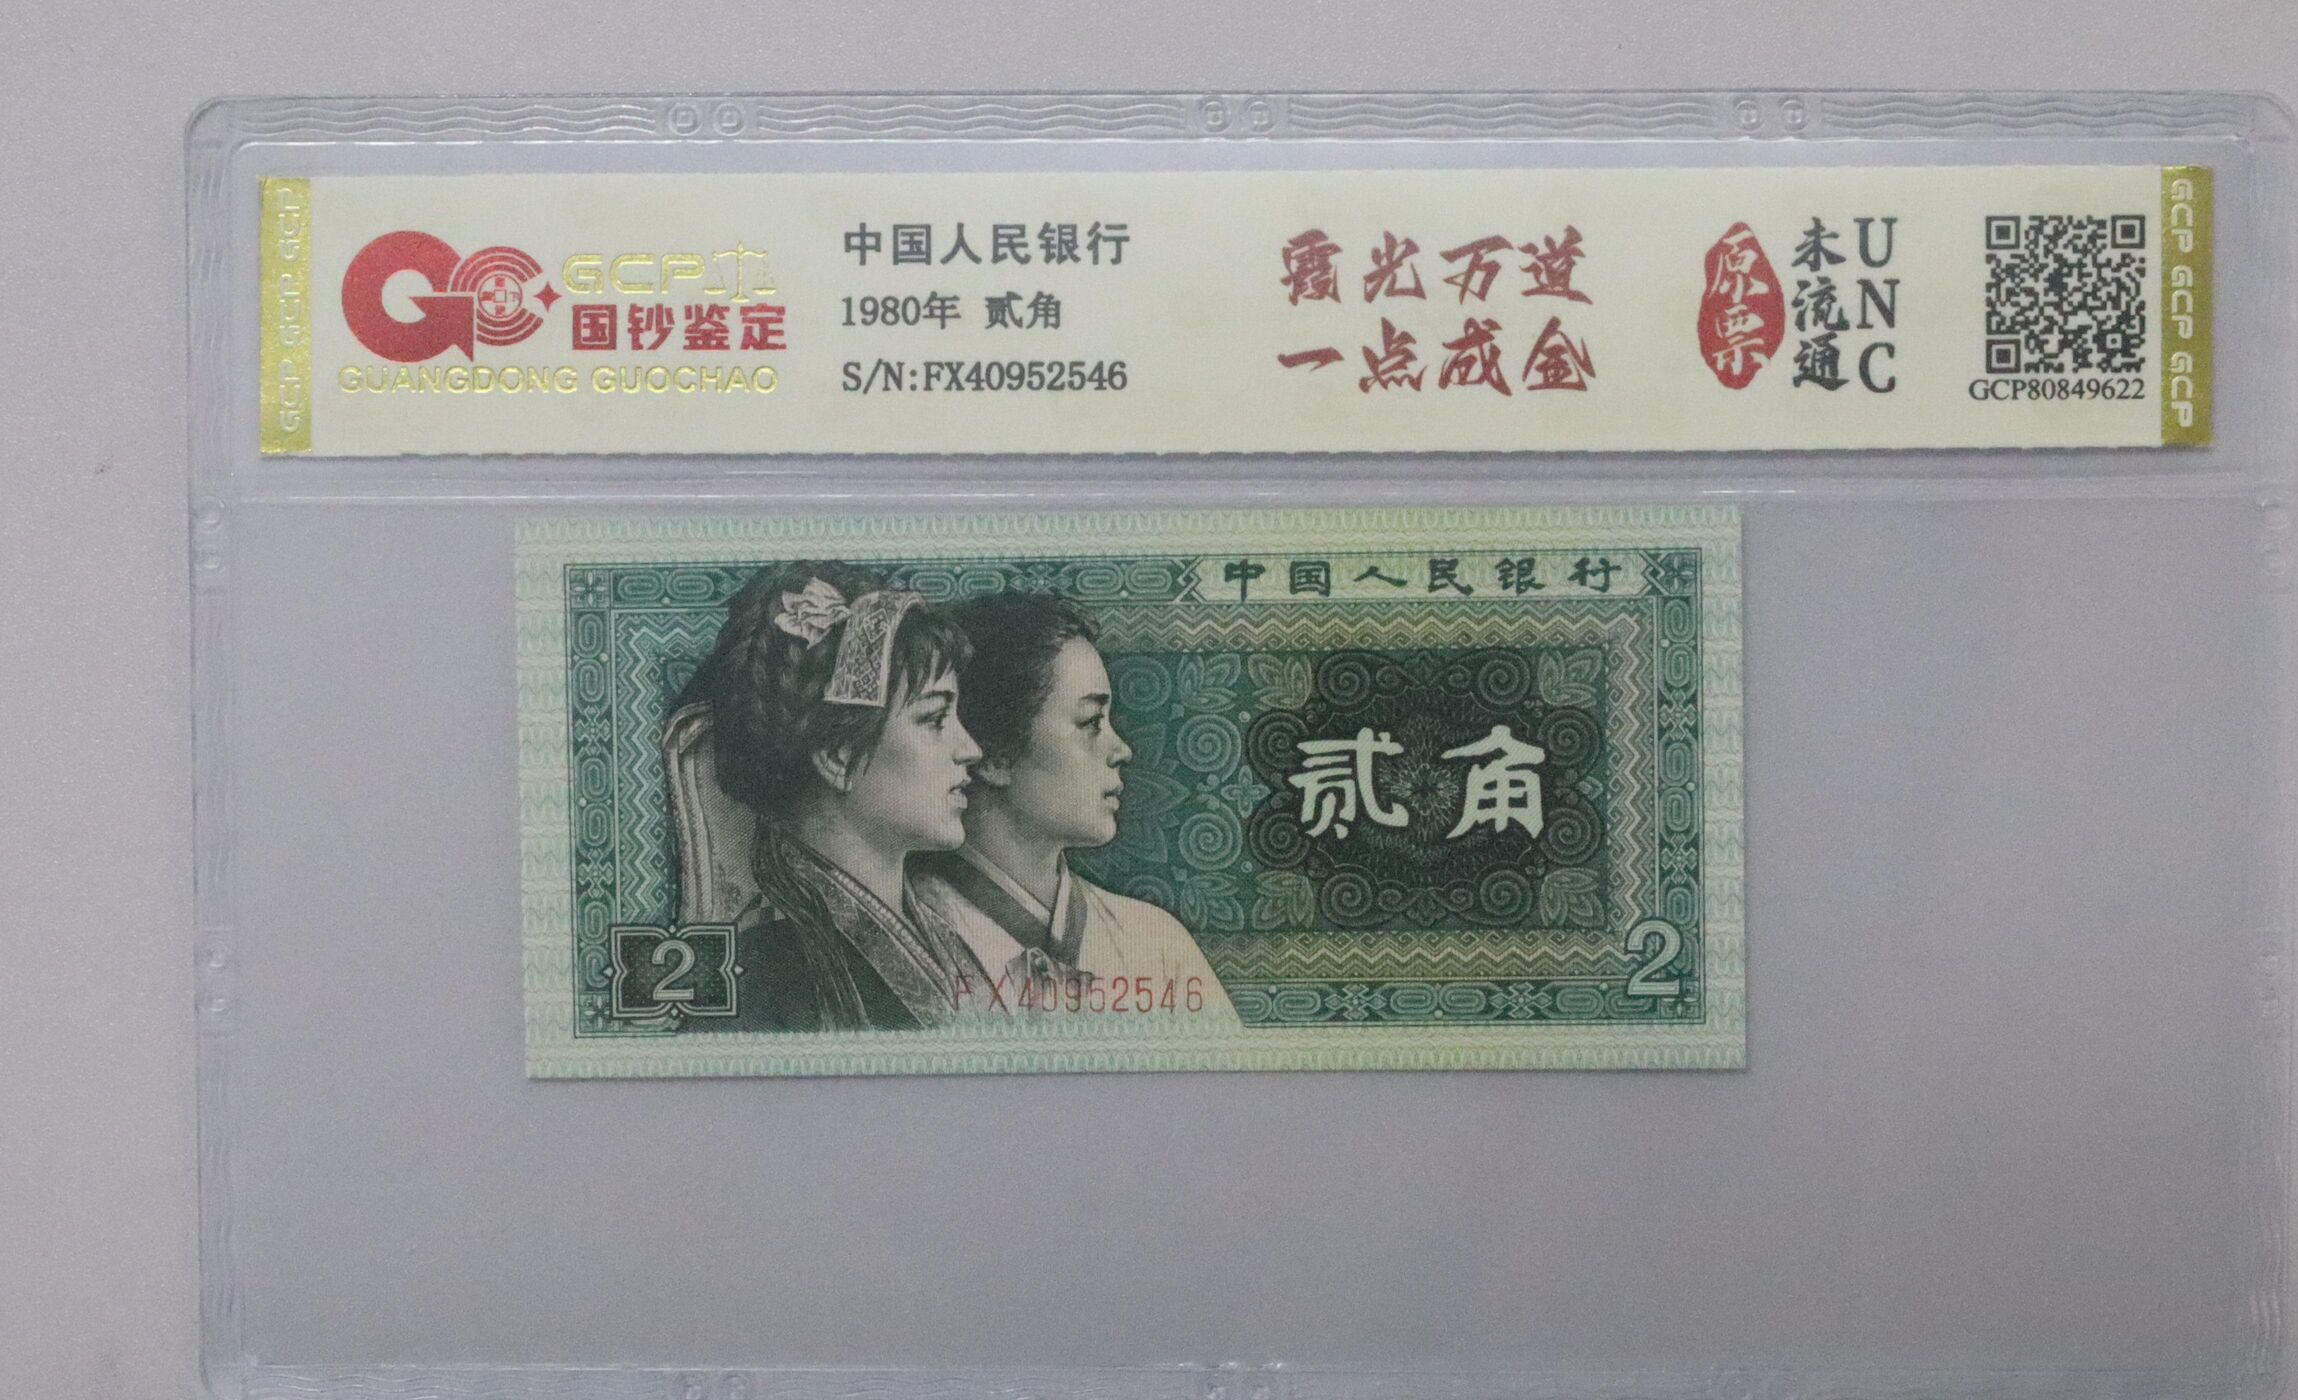 GCP GCP GCP
GCP
国钞鉴定
GUANGDONG GUOCHAO
中国人民银行
1980年 贰角
S/N:FX40952546
霞光万道
一点成金
原票
未流通
UNC
GCP80849622
GCP GCP GCP
中国人民银行
贰角
2
FX40952546
2